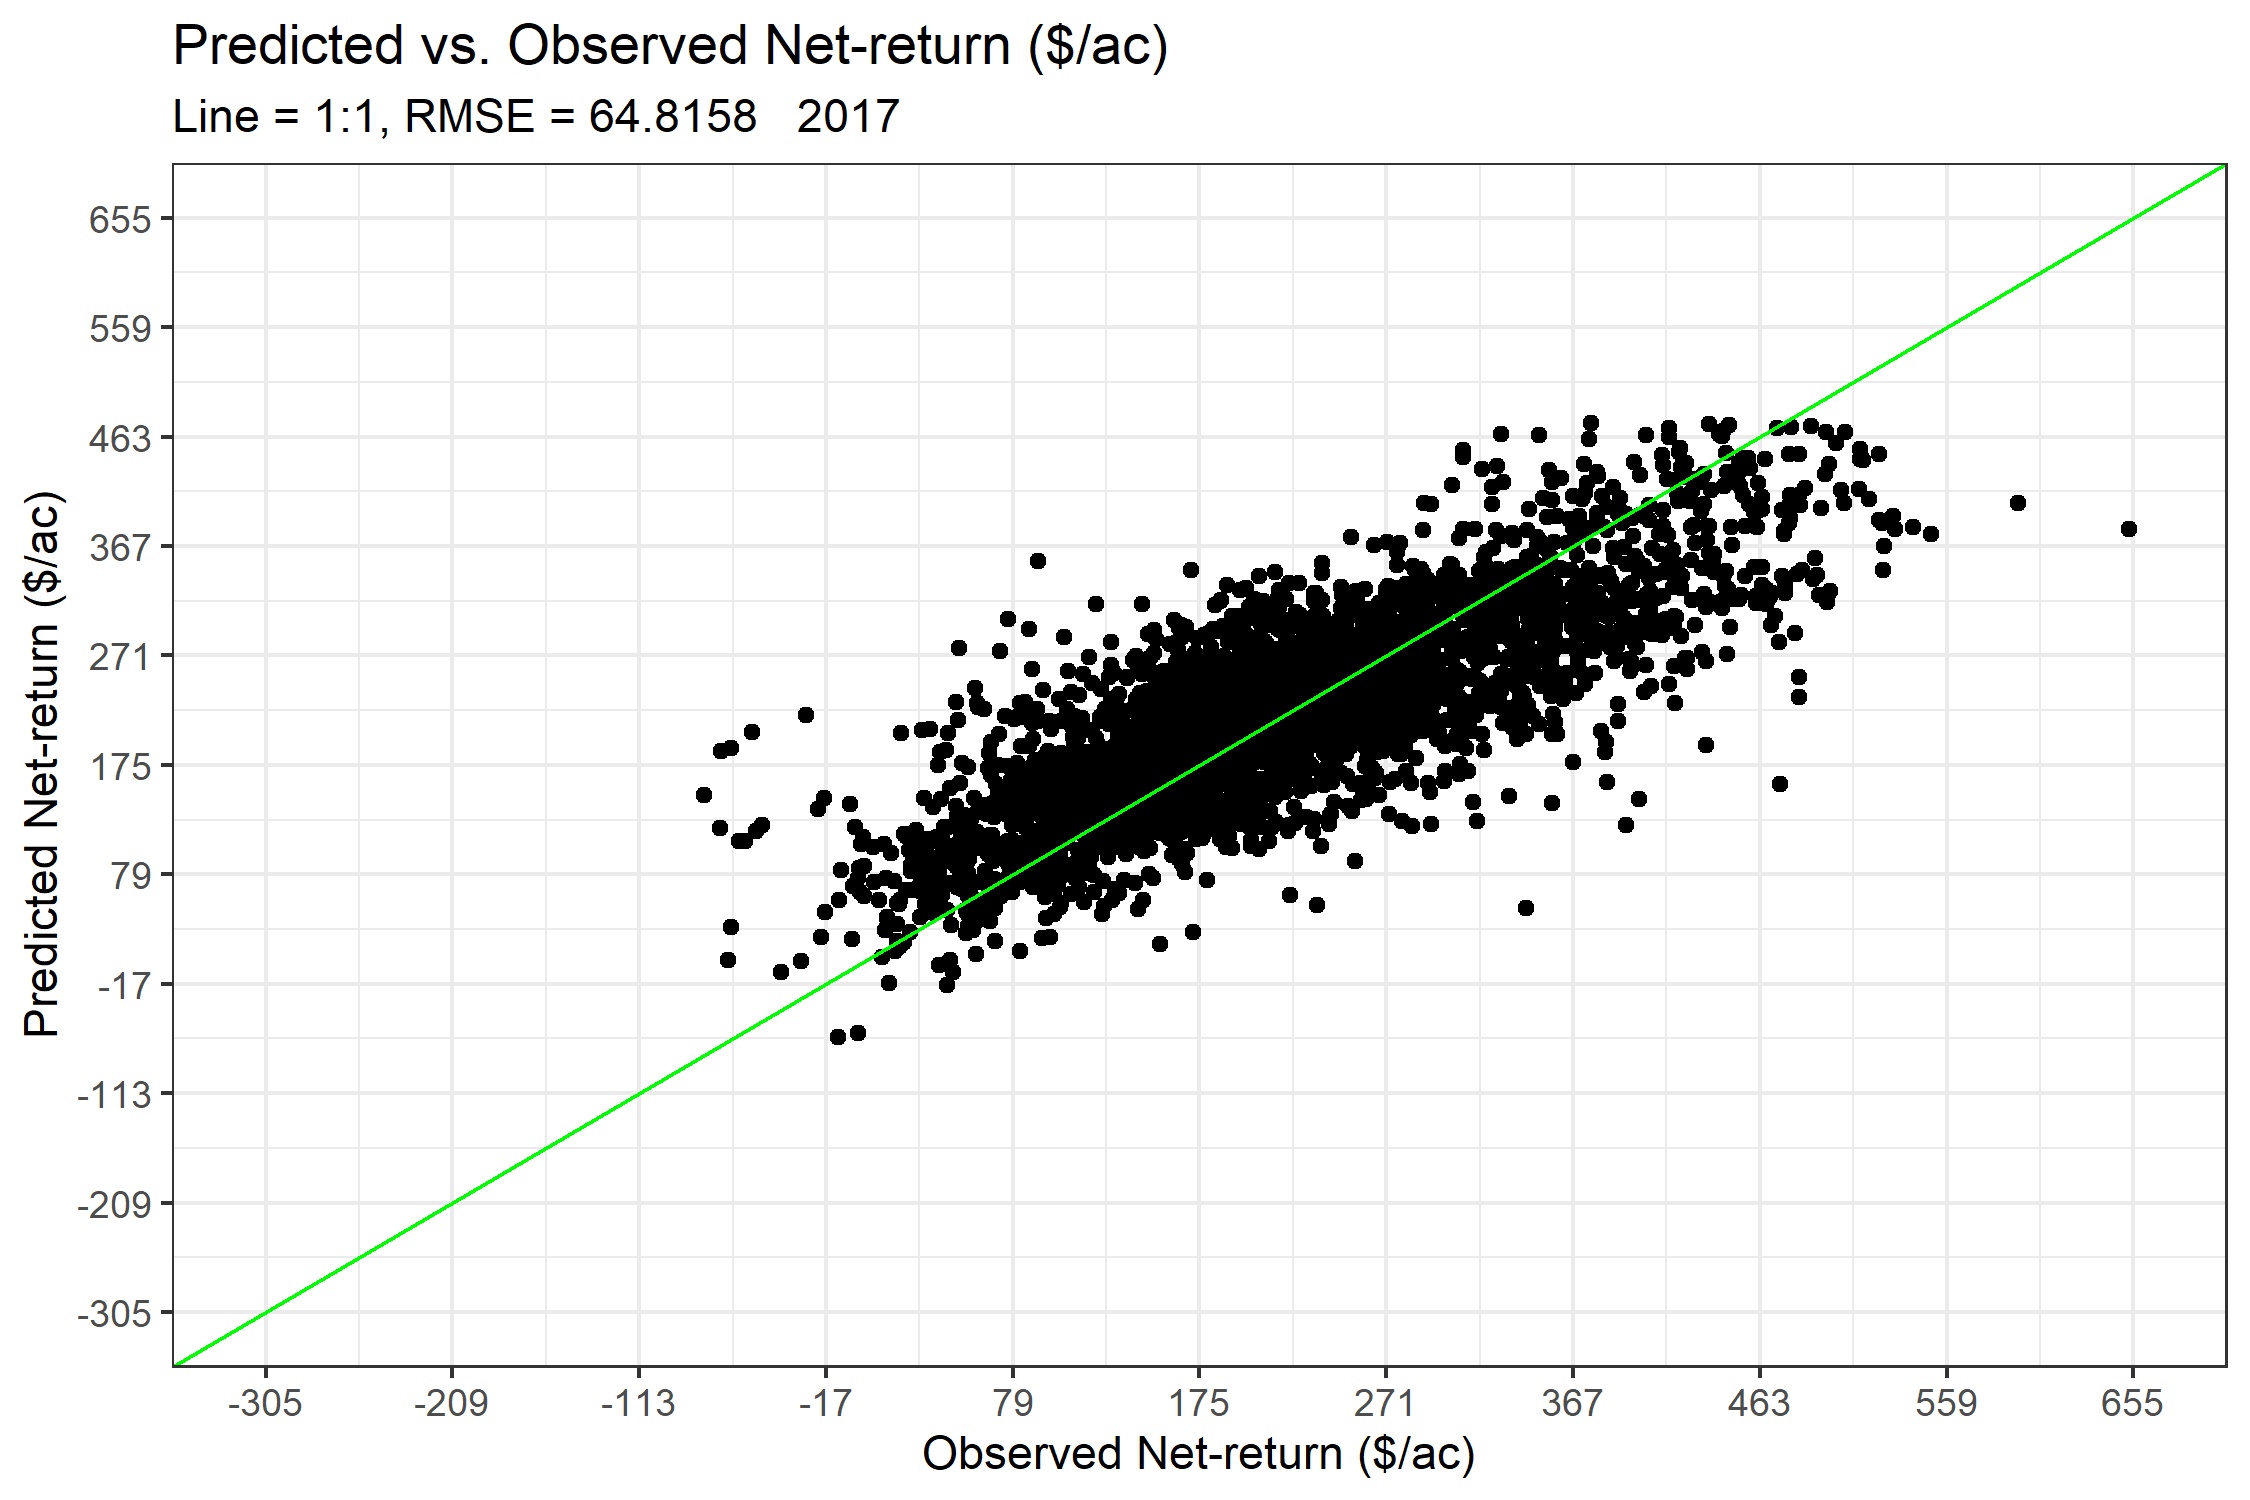 Predicted vs. Observed Net-return ($/ac)
Line = 1:1, RMSE = 64.8158   2017
Predicted Net-return ($/ac)
655
559
463
367
271
175
79
-17
-113
-209
-305
-305 -209 -113 -17 79 175 271 367 463 559 655
Observed Net-return ($/ac)